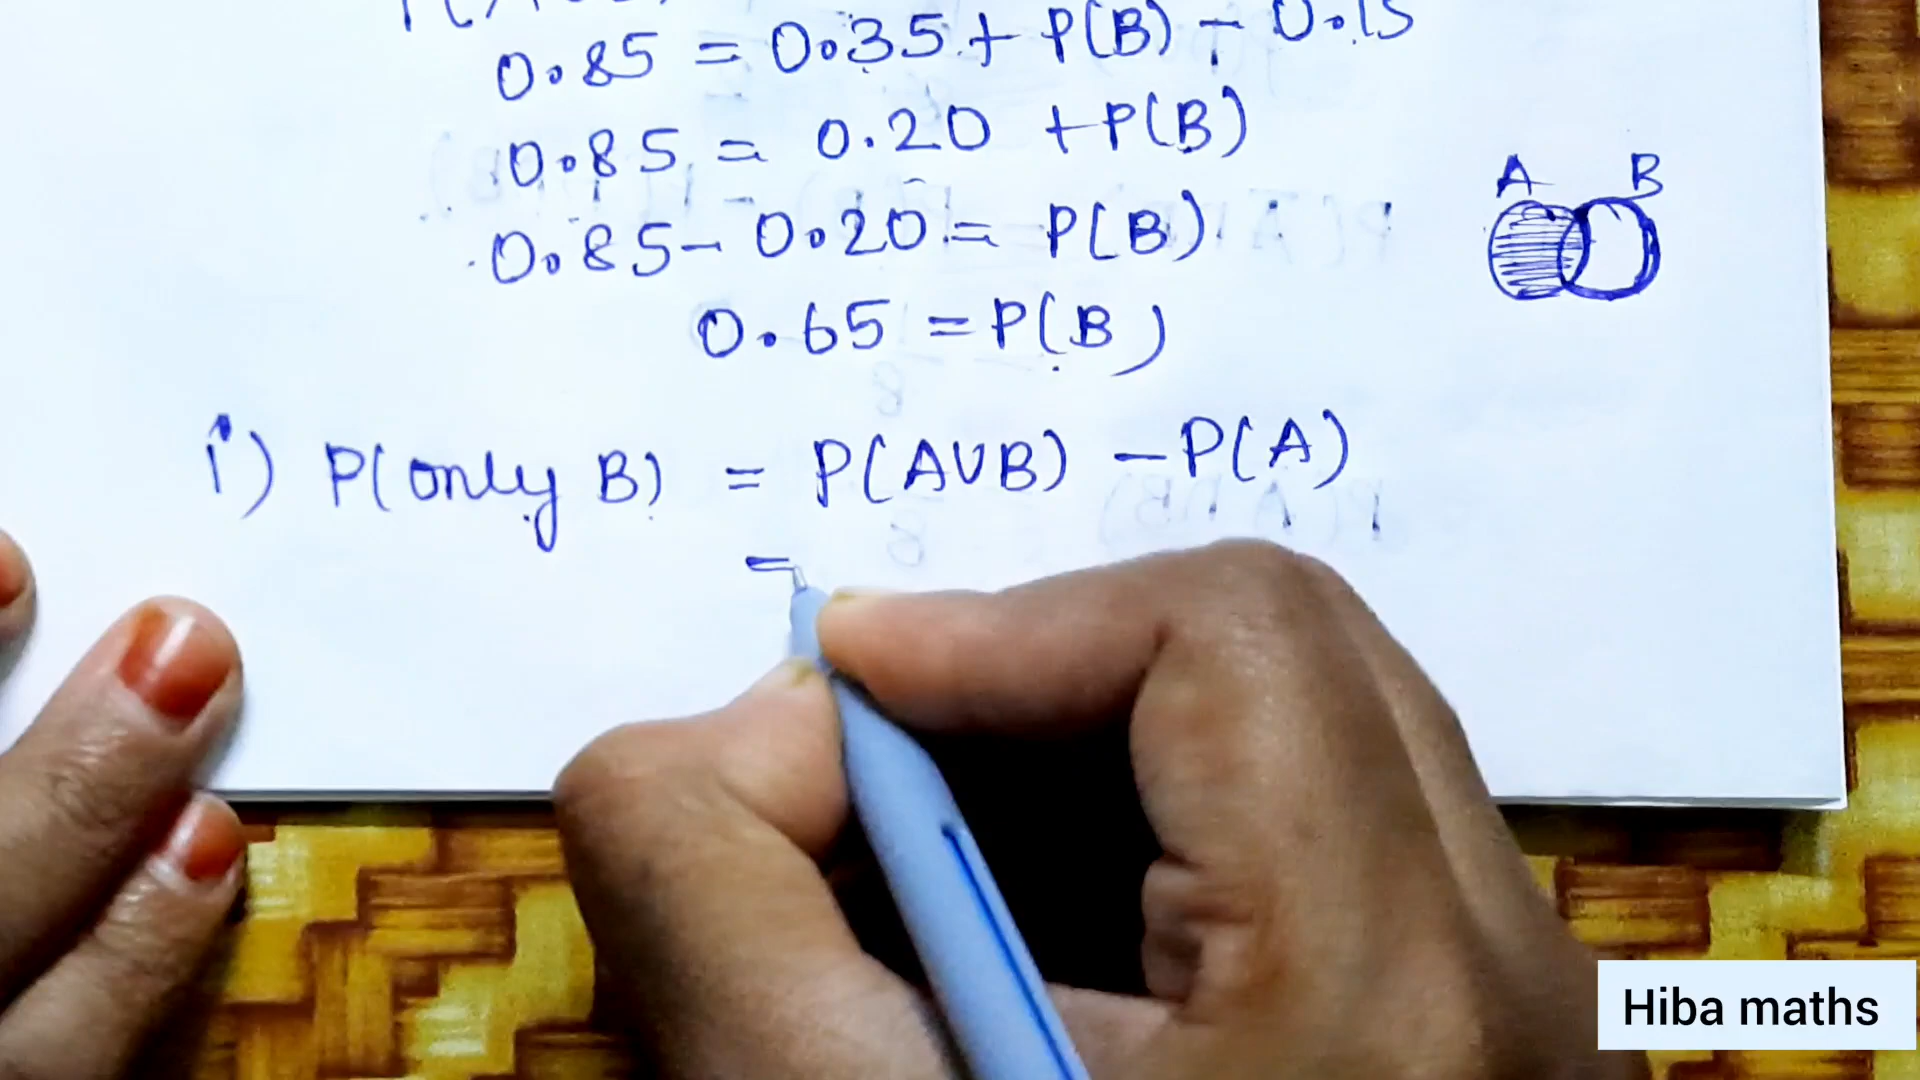 0.85 = 0.35 + P(B) - 0.15
0.85 = 0.20 + P(B)
0.85 - 0.20 = P(B)
0.65 = P(B)
A B
i) P(only B) = P(A∪B) - P(A)
=
Hiba maths